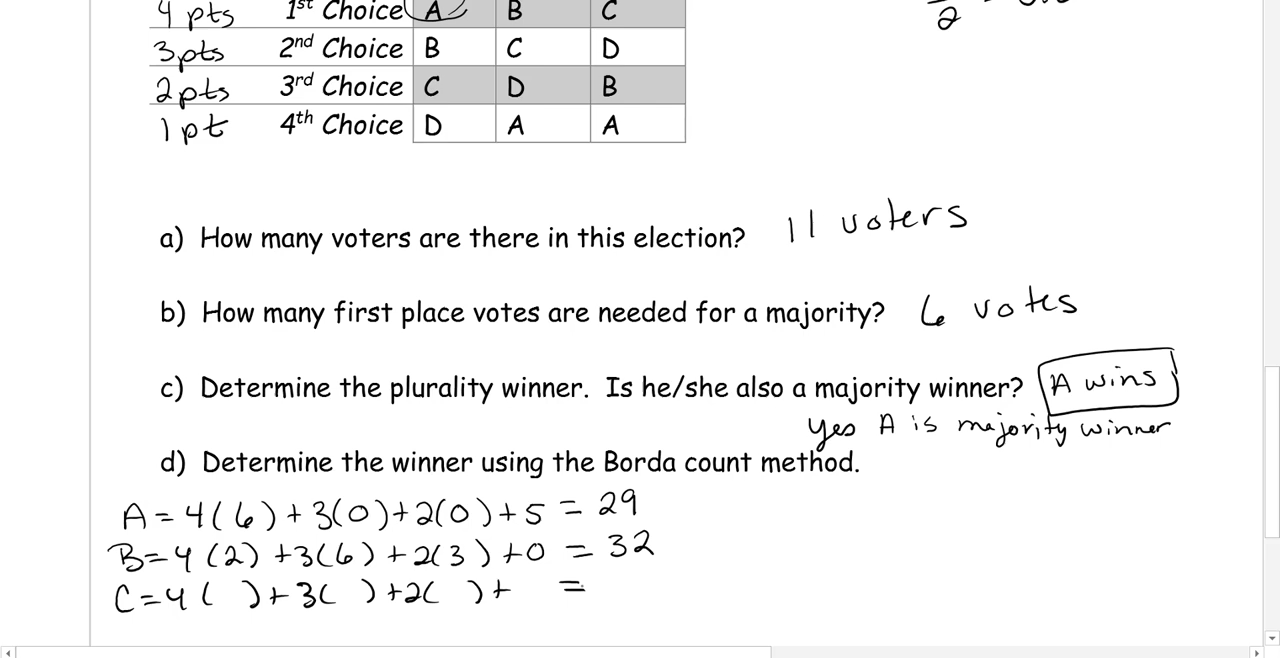 4 pts 1st Choice A B C
2
3pts 2nd Choice B C D
2pts 3rd Choice C D B
1 pt 4th Choice D A A
a) How many voters are there in this election? 11 voters
b) How many first place votes are needed for a majority? 6 votes
c) Determine the plurality winner. Is he/she also a majority winner? A wins
yes A is majority winner
d) Determine the winner using the Borda count method.
A = 4(6) + 3(0) + 2(0) + 5 = 29
B = 4(2) + 3(6) + 2(3) + 0 = 32
C = 4( ) + 3( ) + 2( ) + =